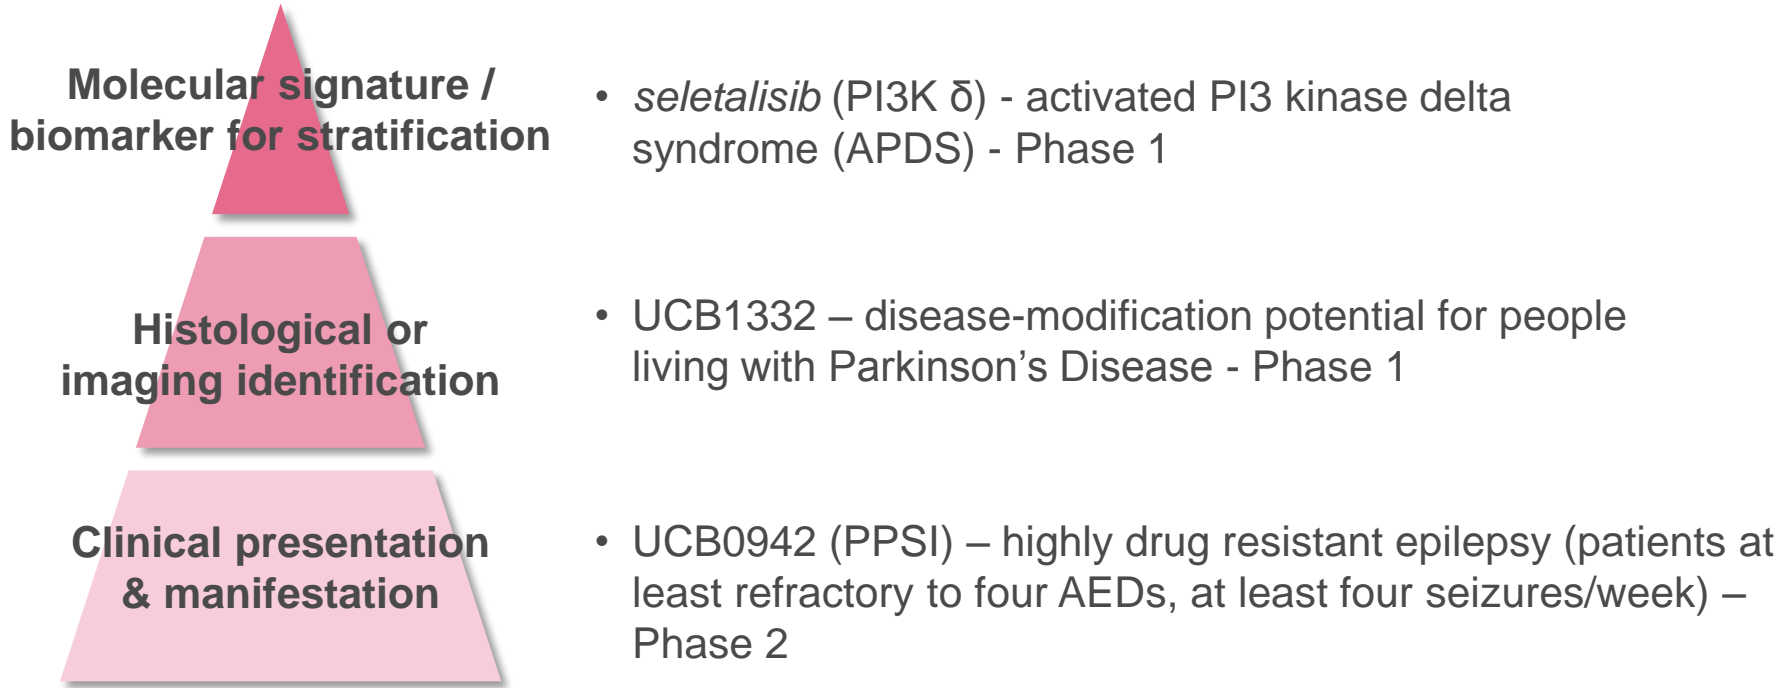 Molecular signature /
biomarker for stratification
• seletalisib (PI3K δ) - activated PI3 kinase delta
syndrome (APDS) - Phase 1
Histological or
imaging identification
• UCB1332 – disease-modification potential for people
living with Parkinson’s Disease - Phase 1
Clinical presentation
& manifestation
• UCB0942 (PPSI) – highly drug resistant epilepsy (patients at
least refractory to four AEDs, at least four seizures/week) –
Phase 2